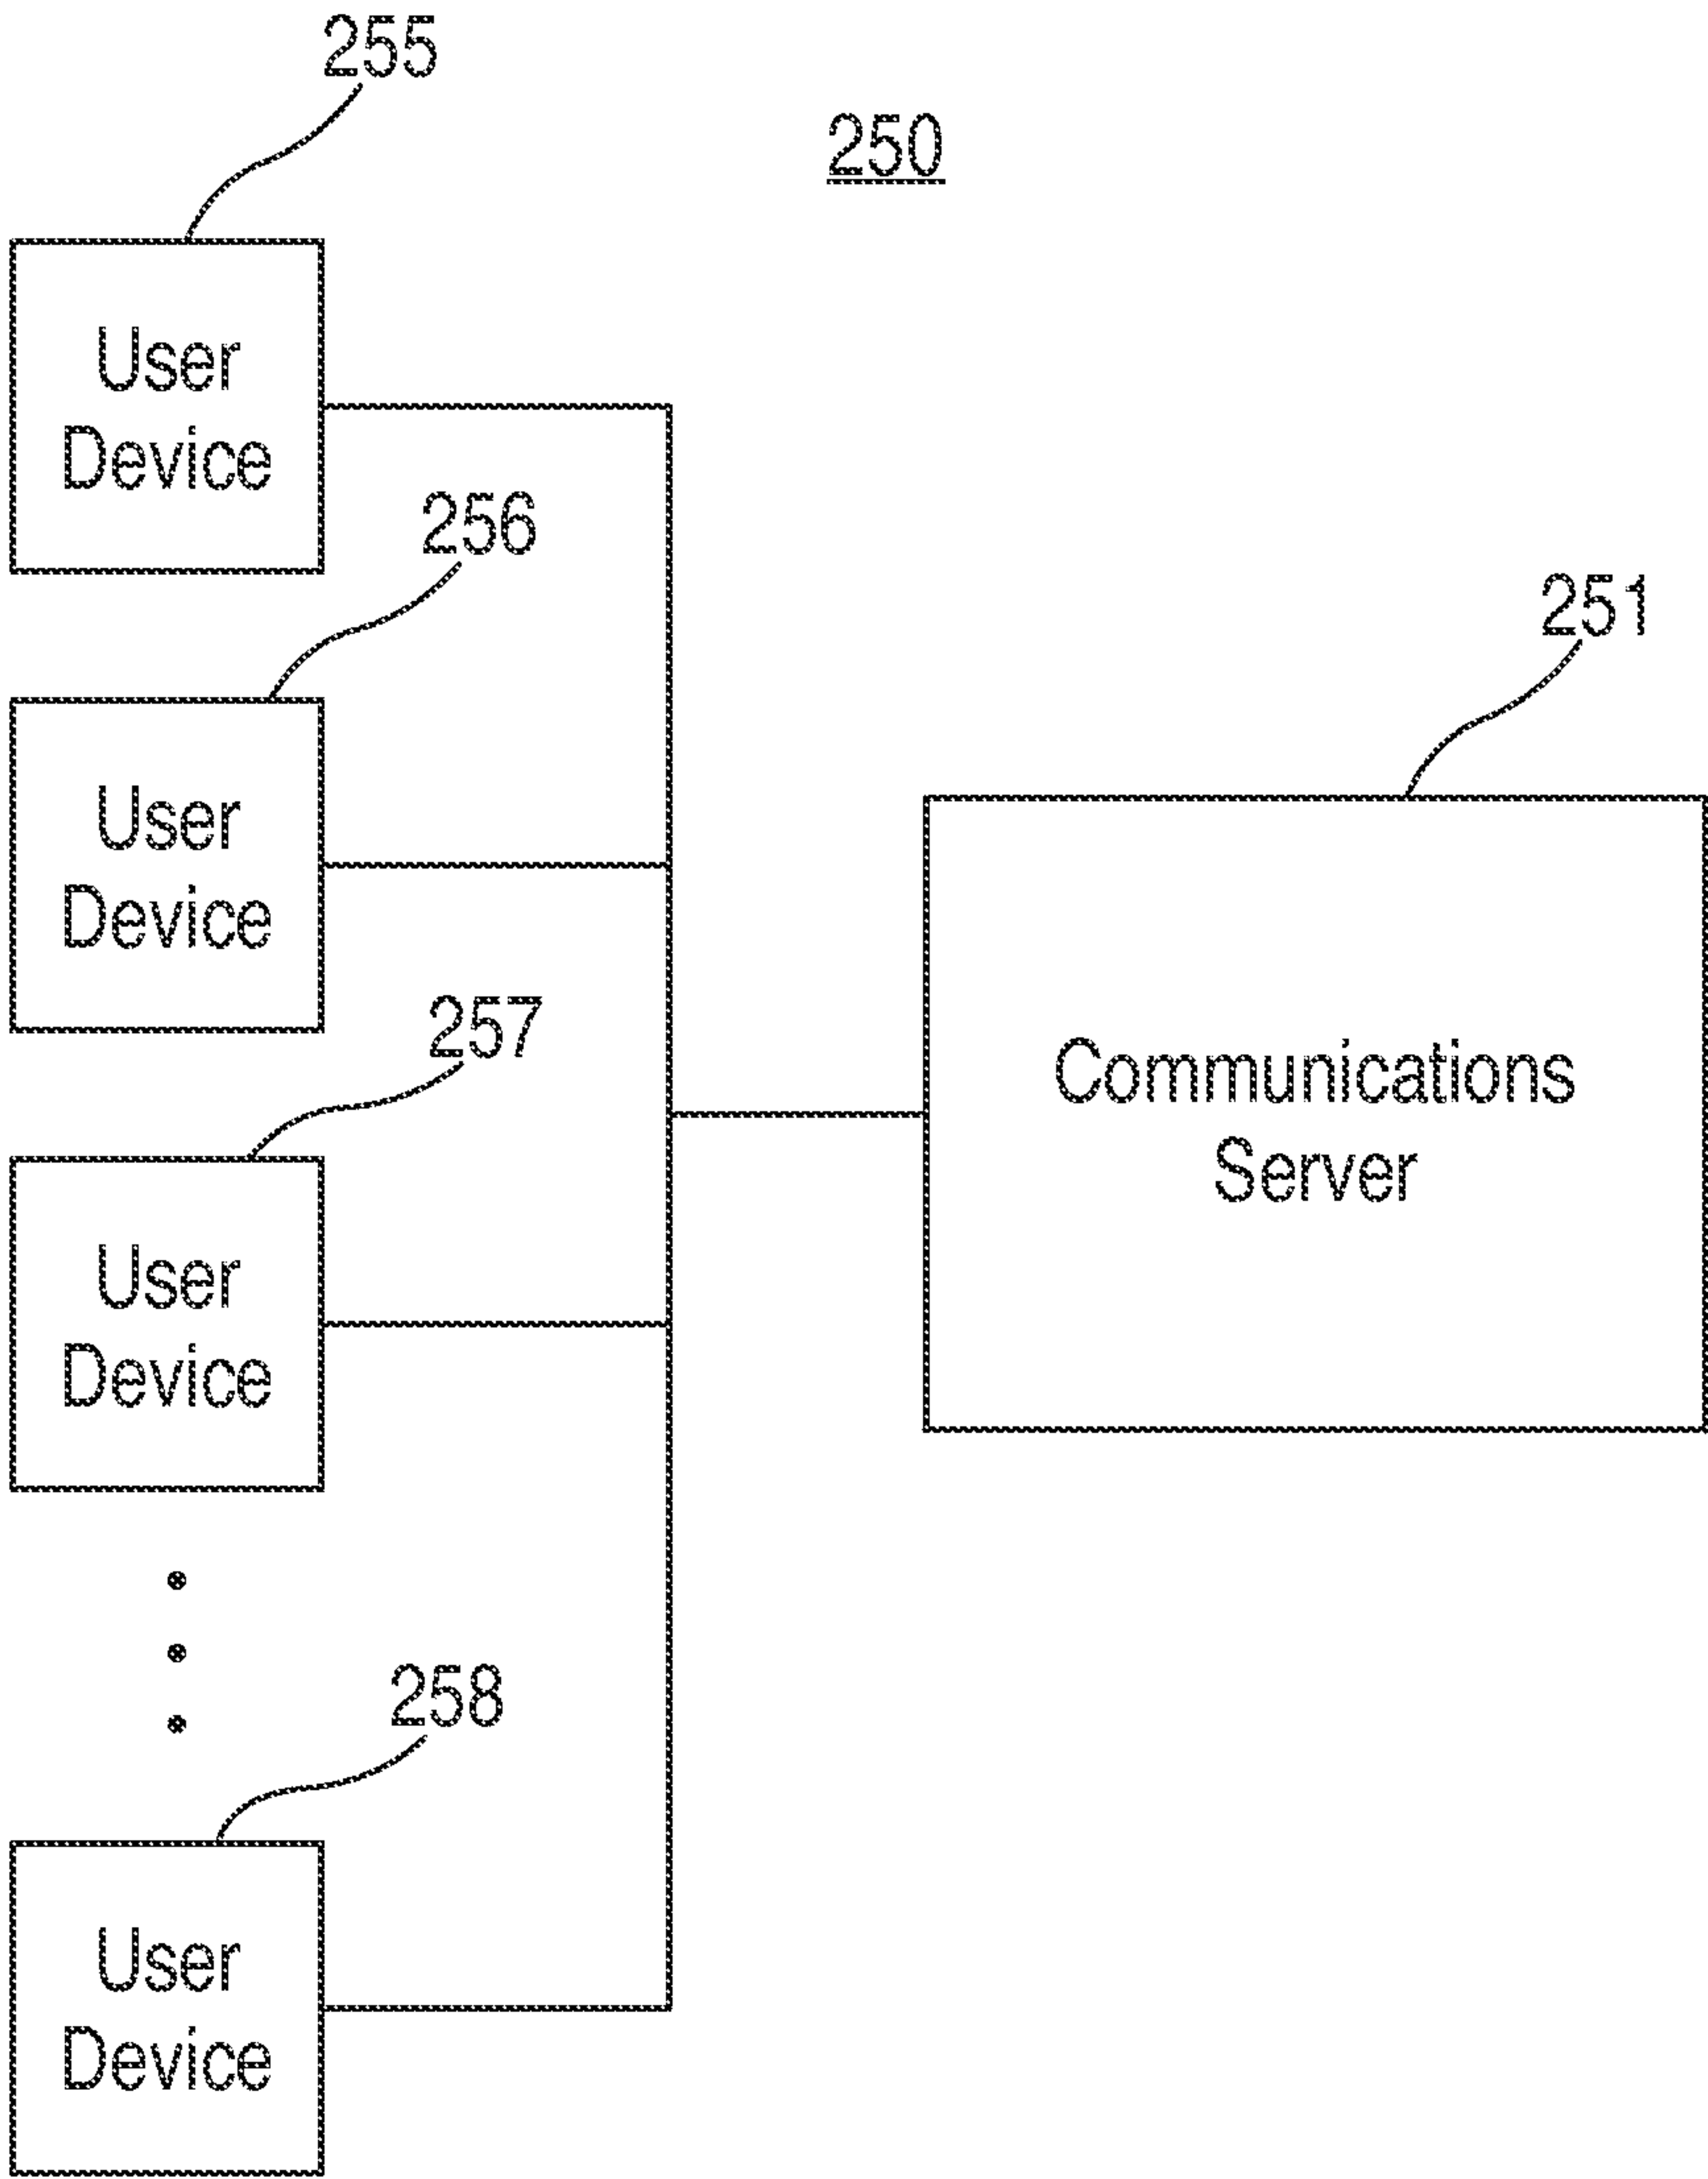 255
250
User
Device
256
User
Device
251
257
Communications
Server
User
Device
258
User
Device